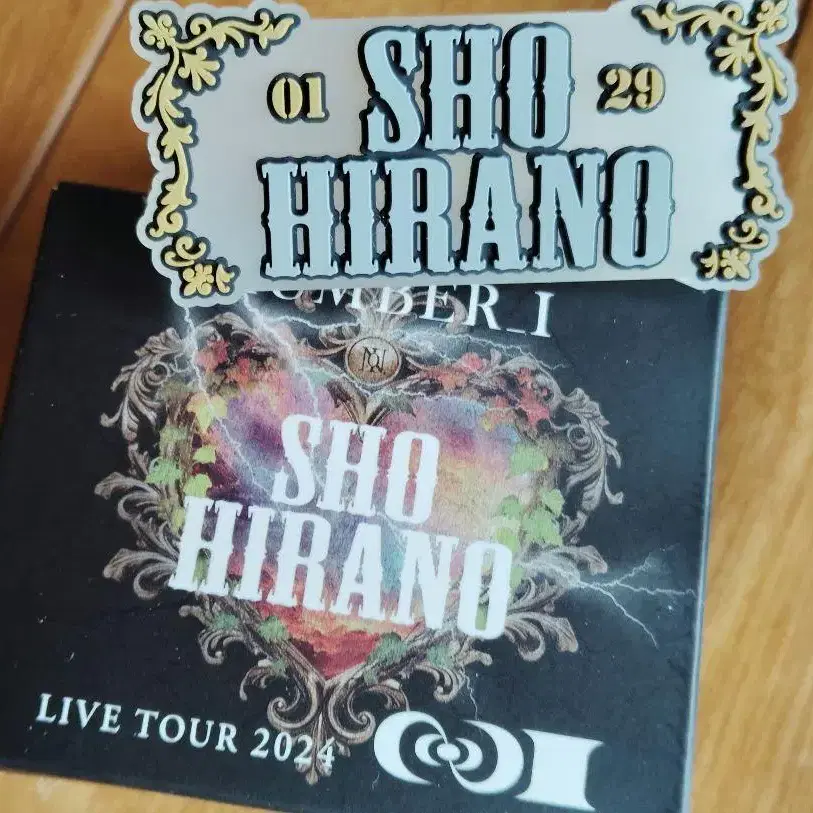 01 SHO 29
HIRANO
UMBER_I
SHO
HIRANO
LIVE TOUR 2024